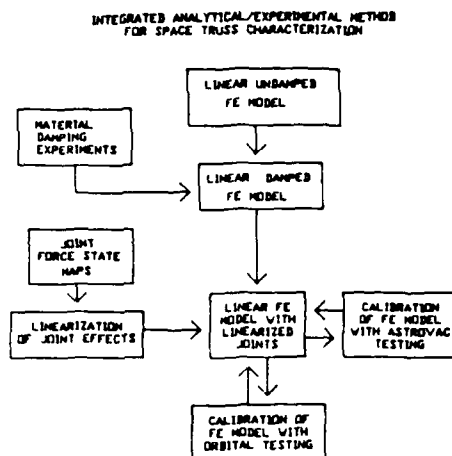 INTEGRATED ANALYTICAL/EXPERIMENTAL METHOD
FOR SPACE TRUSS CHARACTERIZATION
LINEAR UNDAMPED
FE MODEL
MATERIAL
DAMPING
EXPERIMENTS
LINEAR DAMPED
FE MODEL
JOINT
FORCE STATE
MAPS
LINEARIZATION
OF JOINT EFFECTS
LINEAR FE
MODEL WITH
LINEARIZED
JOINTS
CALIBRATION
OF FE MODEL
WITH ASTROVAC
TESTING
CALIBRATION OF
FE MODEL WITH
ORBITAL TESTING